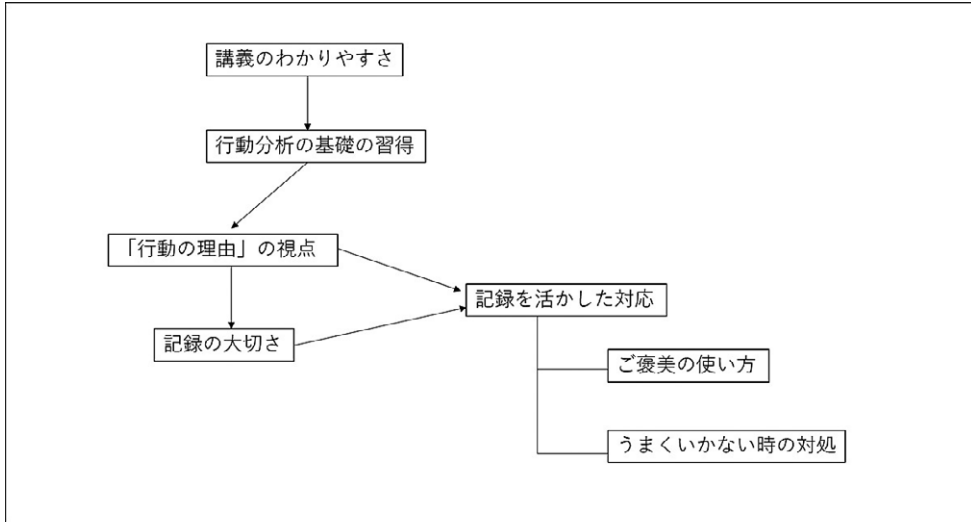 講義のわかりやすさ
行動分析の基礎の習得
「行動の理由」の視点
記録を活かした対応
記録の大切さ
ご褒美の使い方
うまくいかない時の対処